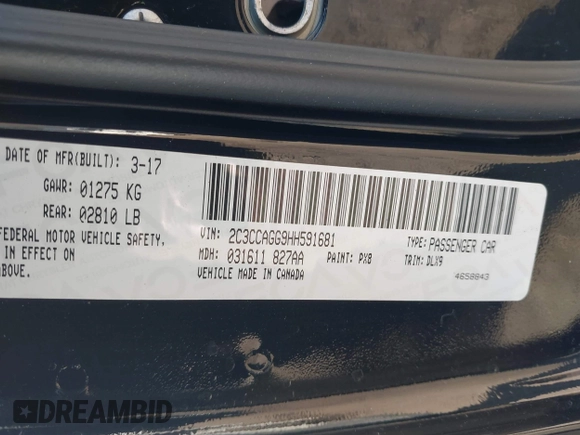 DATE OF MFR(BUILT): 3-17
GAWR: 01275 KG
REAR: 02810 LB
FEDERAL MOTOR VEHICLE SAFETY,
IN EFFECT ON
ABOVE.
VIN: 2C3CCAGG9HH591681
TYPE: PASSENGER CAR
MDH: 031611 827AA
PAINT: PX8
TRIM: DLX9
VEHICLE MADE IN CANADA
4658843
DREAMBID